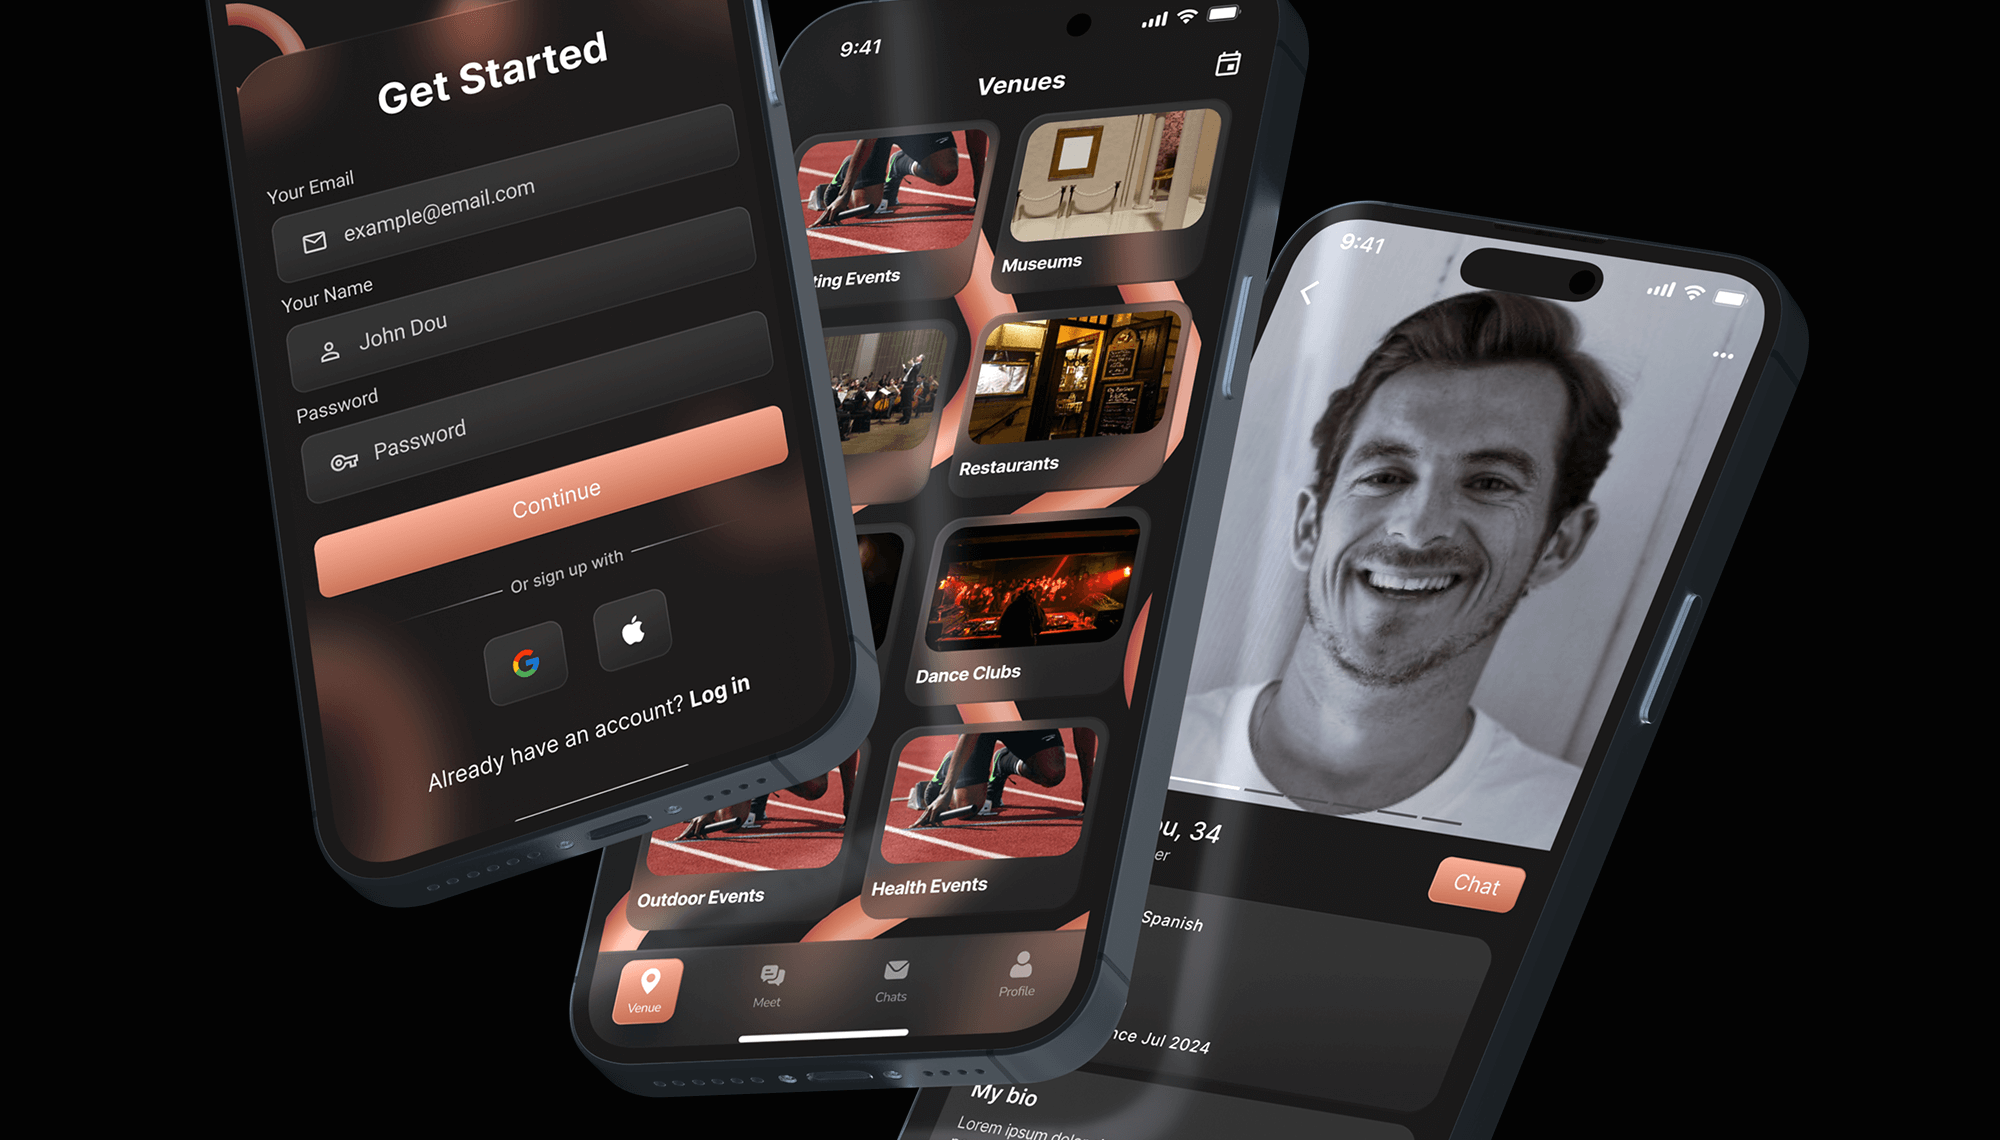 Get Started
Your Email
example@email.com
Your Name
John Dou
Password
Password
Continue
Or sign up with
Already have an account? Log in
9:41
Venues
ting Events
Museums
Restaurants
Dance Clubs
Outdoor Events
Health Events
Venue
Meet
Chats
Profile
9:41
ou, 34
er
Chat
Spanish
nce Jul 2024
My bio
Lorem ipsum